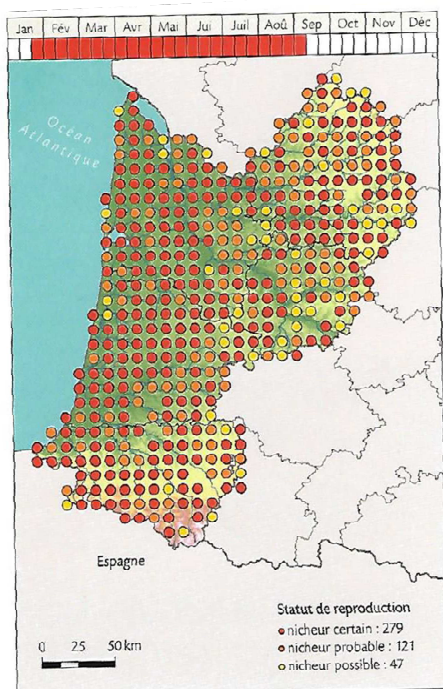 Jan Fév Mar Avr Mai Jui Juil Aoû Sep Oct Nov Déc
Océan
Atlantique
Espagne
Statut de reproduction
nicheur certain : 279
nicheur probable : 121
nicheur possible : 47
0 25 50 km